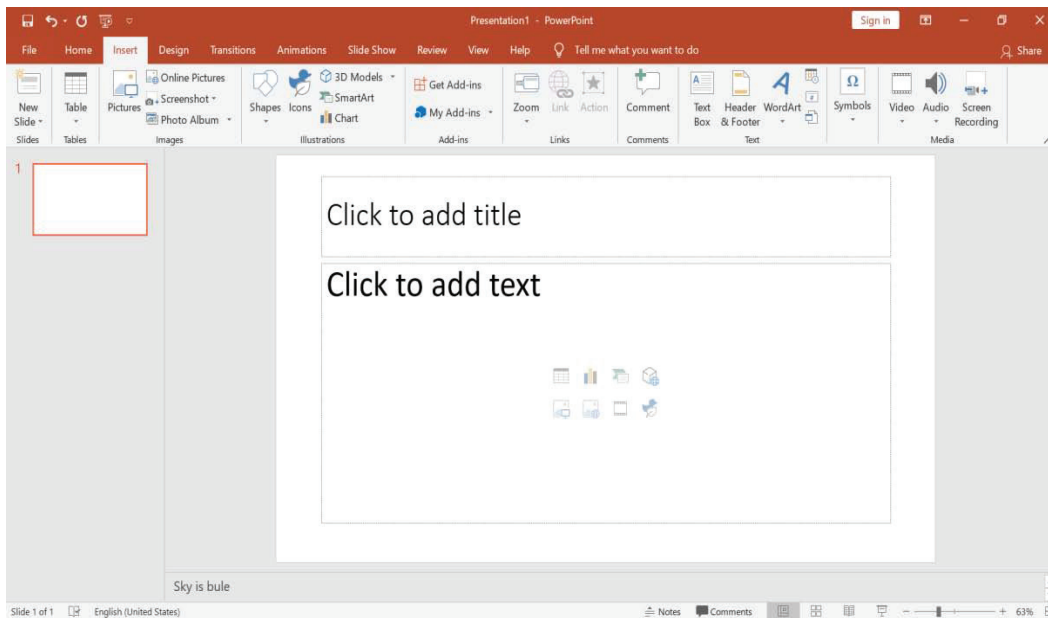 Presentation1 - PowerPoint
Sign in
File Home Insert Design Transitions Animations Slide Show Review View Help Tell me what you want to do
Share
New Slide
Table
Pictures
Online Pictures
Screenshot
Photo Album
Shapes
Icons
3D Models
SmartArt
Chart
Get Add-ins
My Add-ins
Zoom
Link
Action
Comment
Text Box
Header & Footer
WordArt
Symbols
Video
Audio
Screen Recording
Slides Tables Images Illustrations Add-ins Links Comments Text Media
1
Click to add title
Click to add text
Sky is bule
Slide 1 of 1 English (United States) Notes Comments 63%